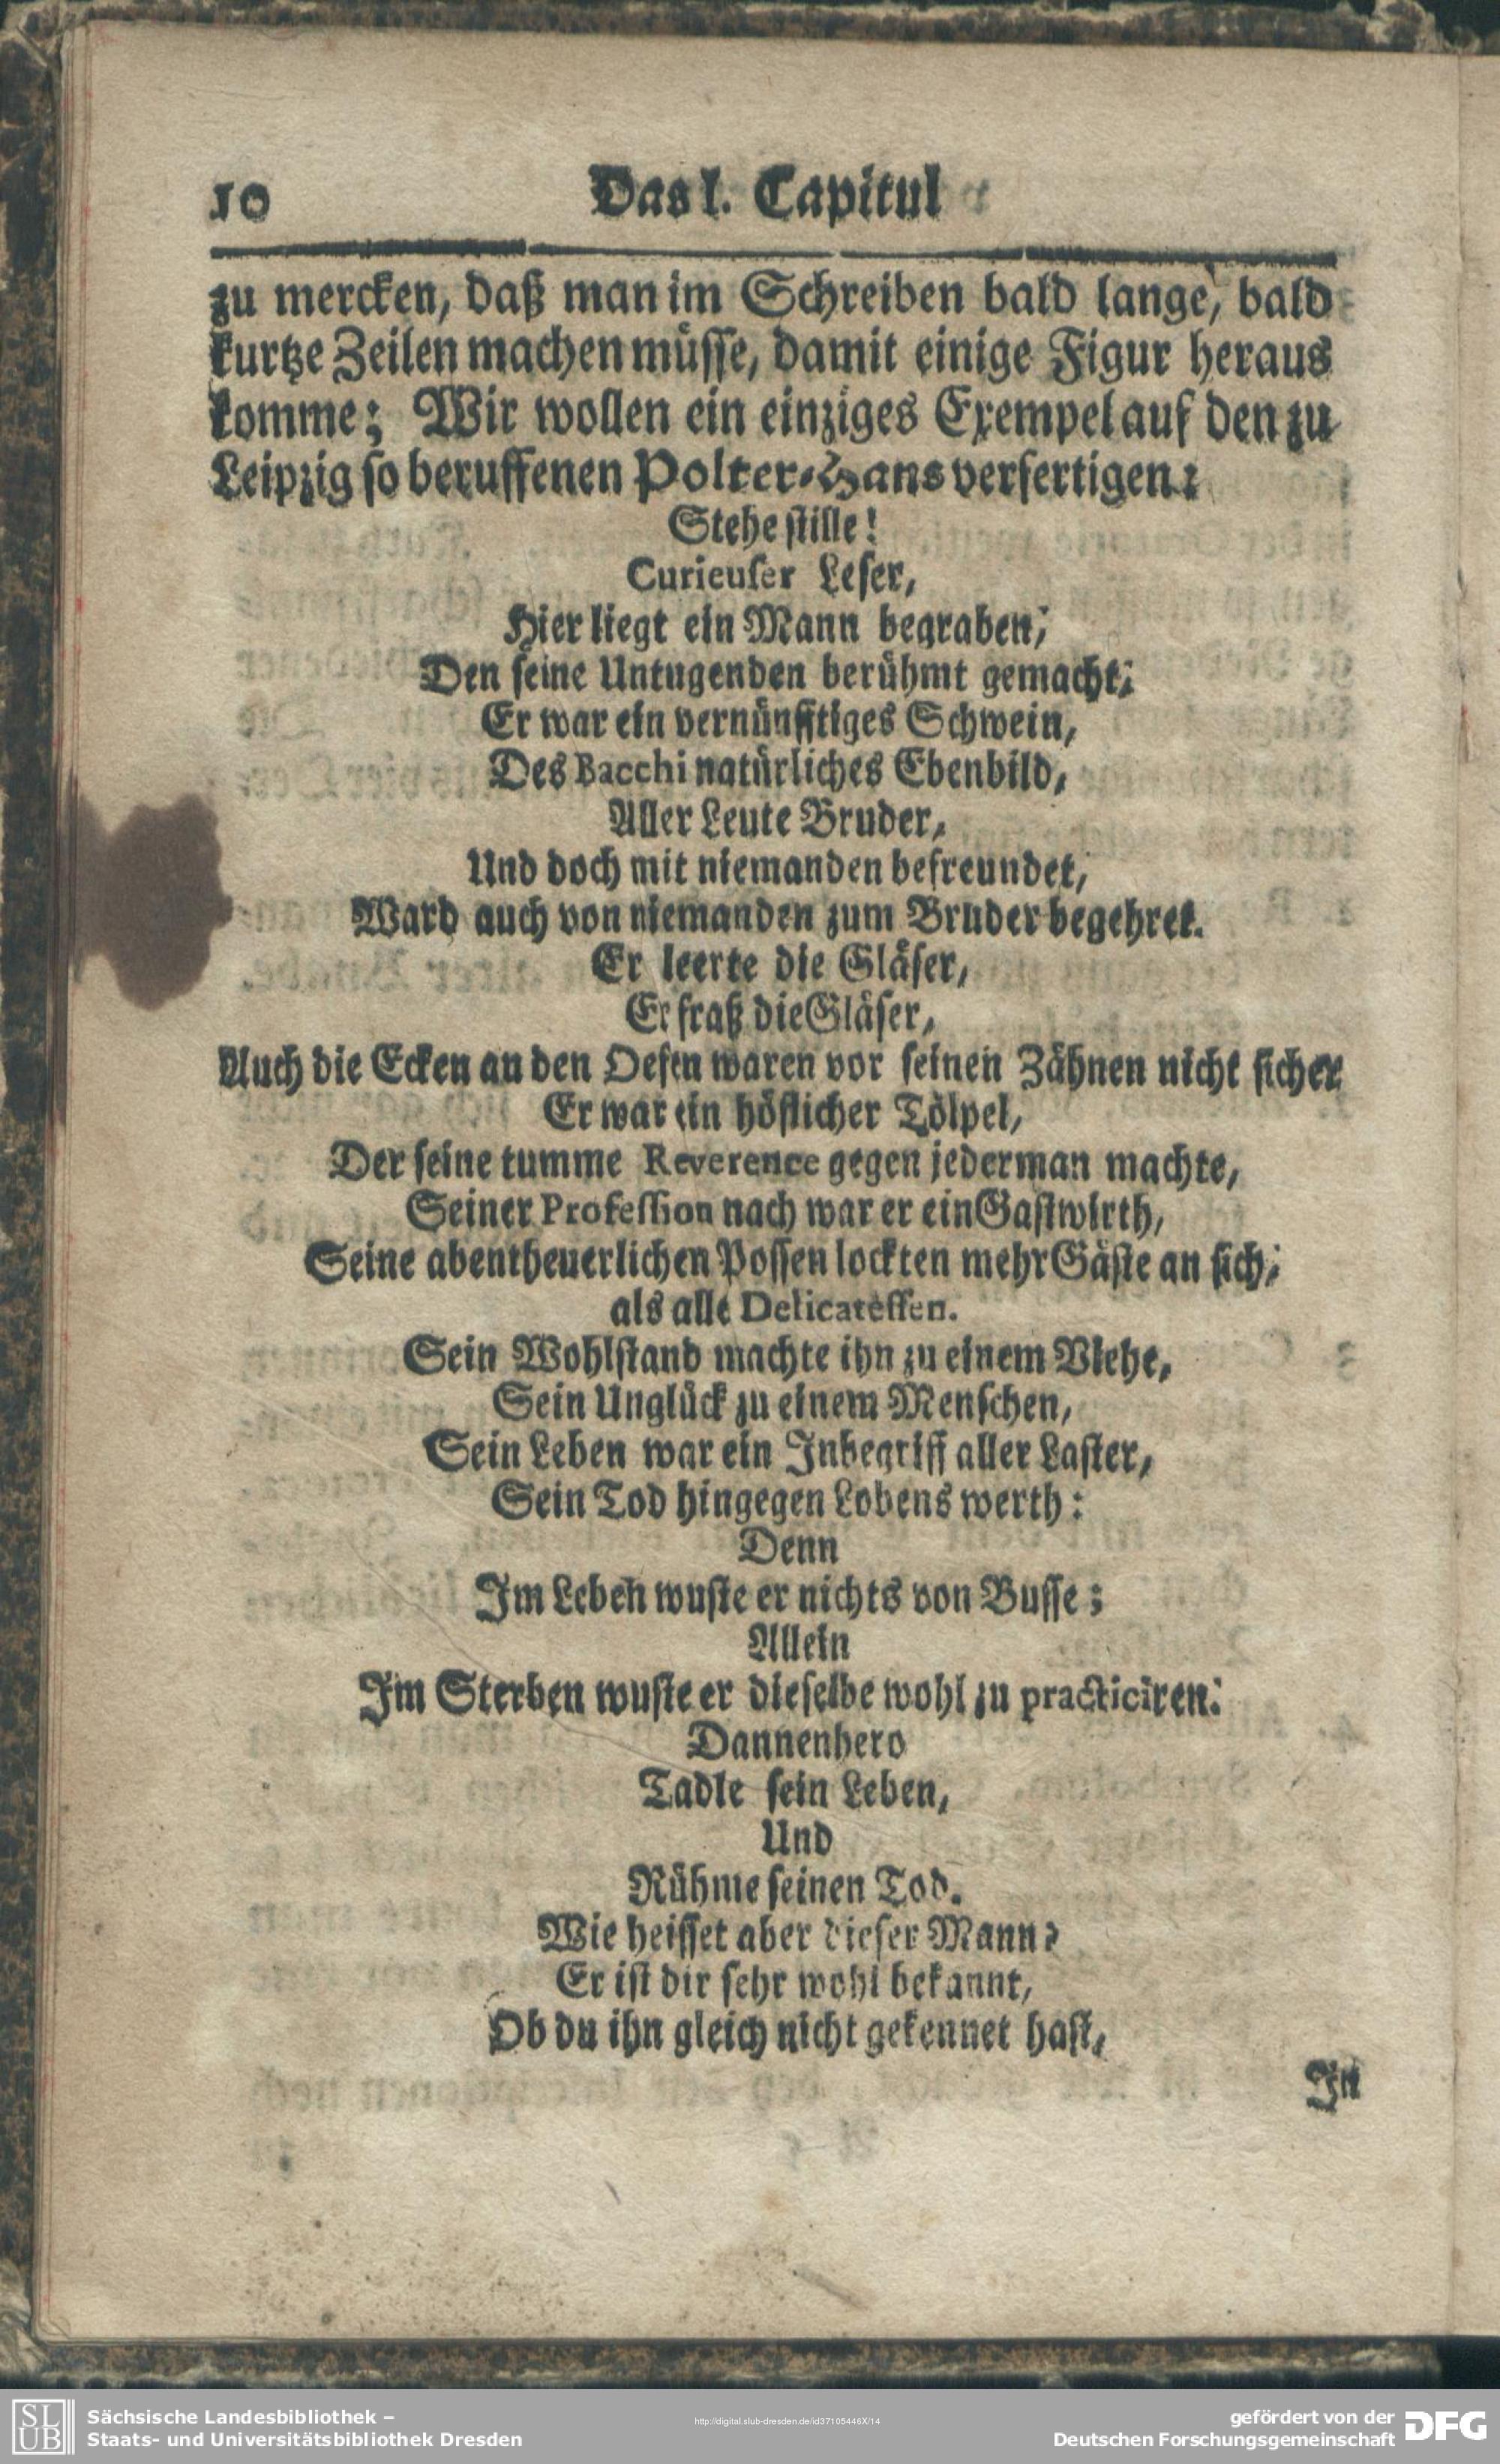 10 Das I. Capitul
zu mercken, daß man im Schreiben bald lange, bald
kurtze Zeilen machen müsse, damit einige Figur heraus
komme; Wir wollen ein einziges Exempel auf den zu
Leipzig so beruffenen Polter-Hans verfertigen:
Stehe stille!
Curieuser Leser,
Hier liegt ein Mann begraben;
Den seine Untugenden berühmt gemacht;
Er war ein vernünfftiges Schwein,
Des Bacchi natürliches Ebenbild,
Aller Leute Bruder,
Und doch mit niemanden befreundet,
Ward auch von niemanden zum Bruder begehret.
Er leerte die Gläser,
Er fraß die Gläser,
Auch die Ecken an den Oefen waren vor seinen Zähnen nicht sicher
Er war ein höflicher Tölpel,
Der seine tumme Reverence gegen jederman machte,
Seiner Profession nach war er ein Gastwirth,
Seine abentheuerlichen Possen lockten mehr Gäste an sich,
als alle Delicatessen.
Sein Wohlstand machte ihn zu einem Viehe,
Sein Unglück zu einem Menschen,
Sein Leben war ein Inbegriff aller Laster,
Sein Tod hingegen Lobens werth:
Denn
Im Leben wuste er nichts von Busse;
Allein
Im Sterben wuste er dieselbe wohl zu practiciren:
Dannenhero
Tadle sein Leben,
Und
Rühme seinen Tod.
Wie heisset aber dieser Mann?
Er ist dir sehr wohl bekannt,
Ob du ihn gleich nicht gekennet hast,
In
SLUB
Sächsische Landesbibliothek –
Staats- und Universitätsbibliothek Dresden
http://digital.slub-dresden.de/id37105446X/14
gefördert von der
Deutschen Forschungsgemeinschaft
DFG